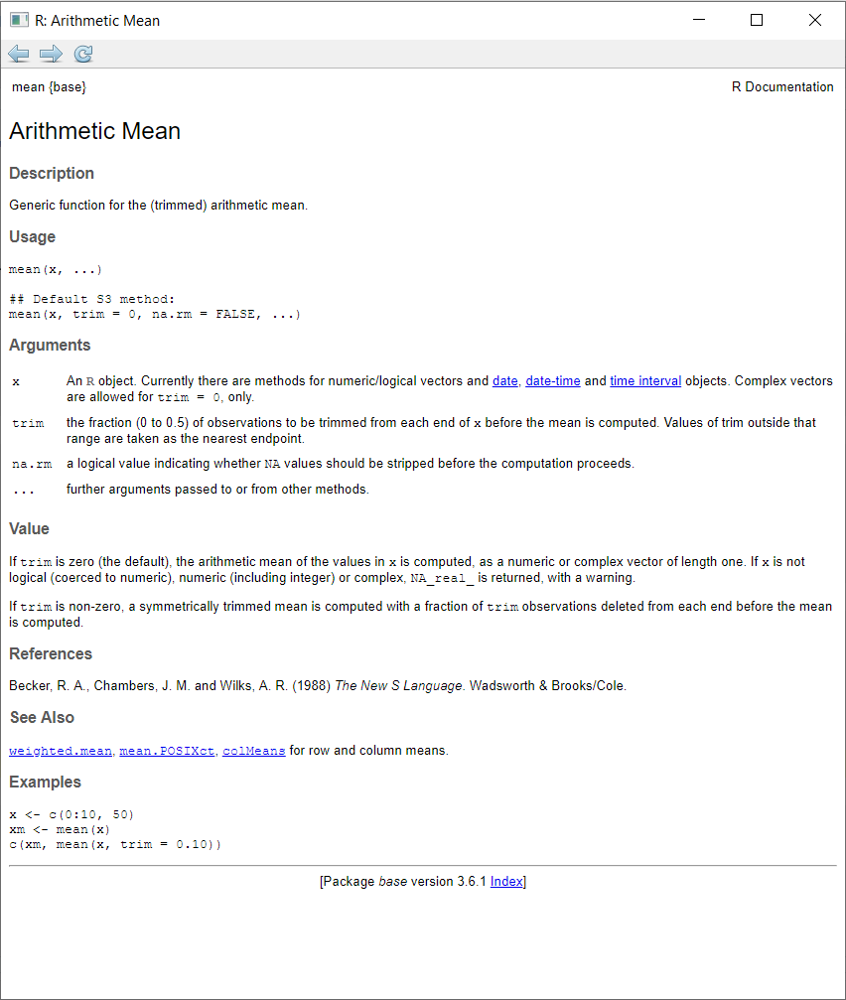 R: Arithmetic Mean
mean {base}
R Documentation
Arithmetic Mean
Description
Generic function for the (trimmed) arithmetic mean.
Usage
mean(x, ...)
## Default S3 method:
mean(x, trim = 0, na.rm = FALSE, ...)
Arguments
x An R object. Currently there are methods for numeric/logical vectors and date, date-time and time interval objects. Complex vectors
are allowed for trim = 0, only.
trim the fraction (0 to 0.5) of observations to be trimmed from each end of x before the mean is computed. Values of trim outside that
range are taken as the nearest endpoint.
na.rm a logical value indicating whether NA values should be stripped before the computation proceeds.
... further arguments passed to or from other methods.
Value
If trim is zero (the default), the arithmetic mean of the values in x is computed, as a numeric or complex vector of length one. If x is not
logical (coerced to numeric), numeric (including integer) or complex, NA_real_ is returned, with a warning.
If trim is non-zero, a symmetrically trimmed mean is computed with a fraction of trim observations deleted from each end before the mean
is computed.
References
Becker, R. A., Chambers, J. M. and Wilks, A. R. (1988) The New S Language. Wadsworth & Brooks/Cole.
See Also
weighted.mean, mean.POSIXct, colMeans for row and column means.
Examples
x <- c(0:10, 50)
xm <- mean(x)
c(xm, mean(x, trim = 0.10))
[Package base version 3.6.1 Index]